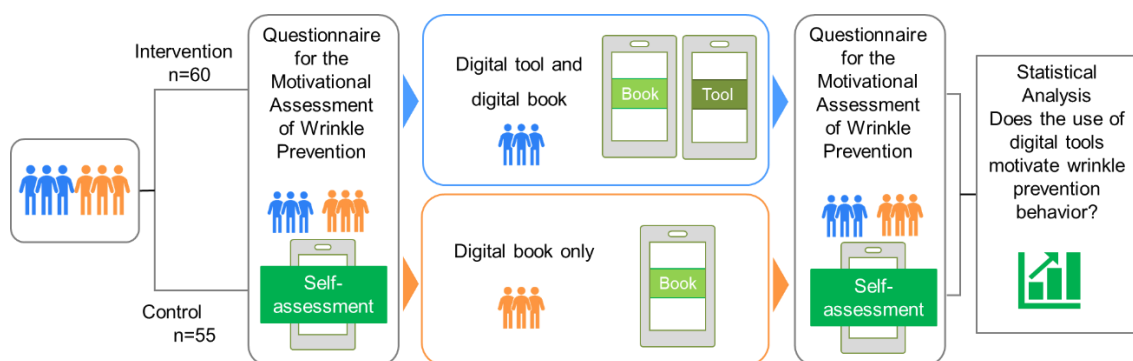 Intervention
n=60
Control
n=55
Questionnaire
for the
Motivational
Assessment
of Wrinkle
Prevention
Self-
assessment
Digital tool and
digital book
Book
Tool
Digital book only
Book
Questionnaire
for the
Motivational
Assessment
of Wrinkle
Prevention
Self-
assessment
Statistical
Analysis
Does the use of
digital tools
motivate wrinkle
prevention
behavior?